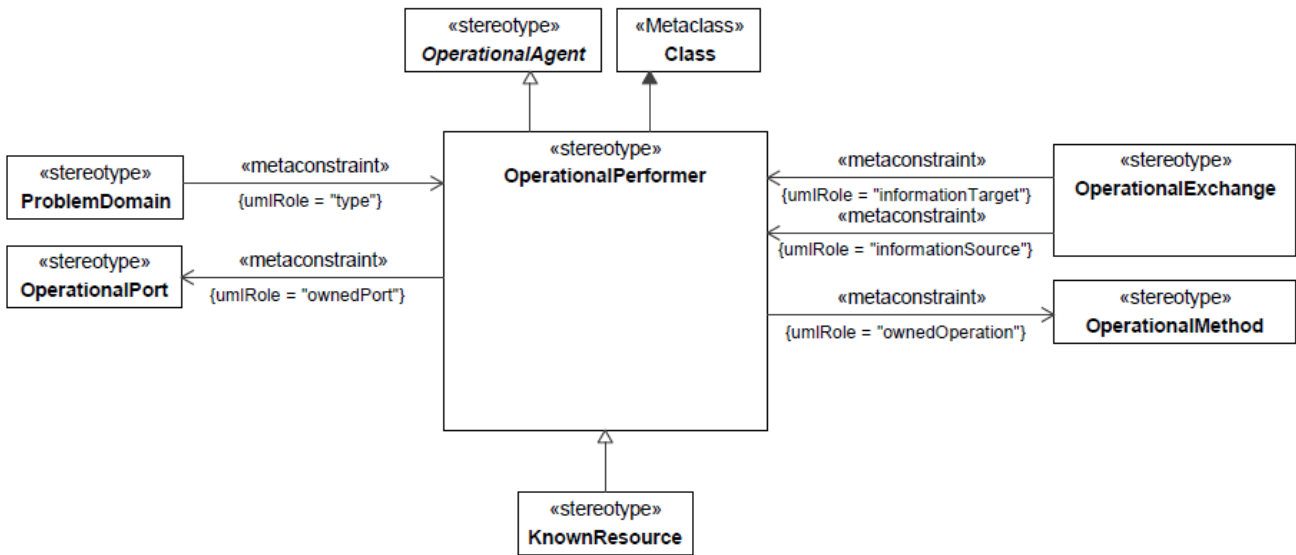 «stereotype»
OperationalAgent
«Metaclass»
Class
«stereotype»
OperationalPerformer
«stereotype»
ProblemDomain
«metaconstraint»
{umlRole = "type"}
«stereotype»
OperationalPort
«metaconstraint»
{umlRole = "ownedPort"}
«metaconstraint»
{umlRole = "informationTarget"}
«metaconstraint»
{umlRole = "informationSource"}
«stereotype»
OperationalExchange
«metaconstraint»
{umlRole = "ownedOperation"}
«stereotype»
OperationalMethod
«stereotype»
KnownResource